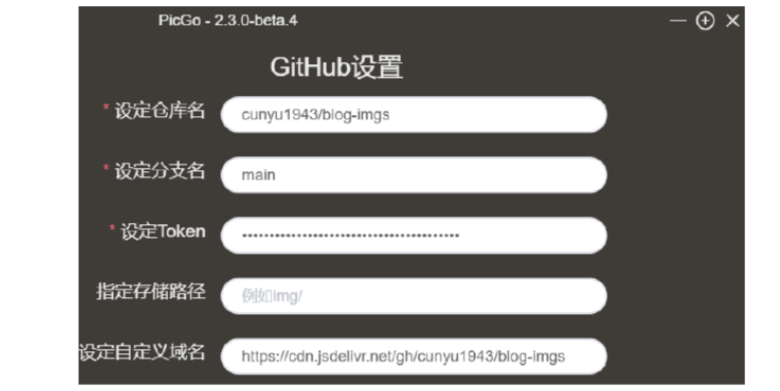 PicGo - 2.3.0-beta.4
GitHub设置
* 设定仓库名 cunyu1943/blog-imgs
* 设定分支名 main
* 设定Token ••••••••••••••••••••••••••••••••••••••••
指定存储路径 例如img/
设定自定义域名 https://cdn.jsdelivr.net/gh/cunyu1943/blog-imgs